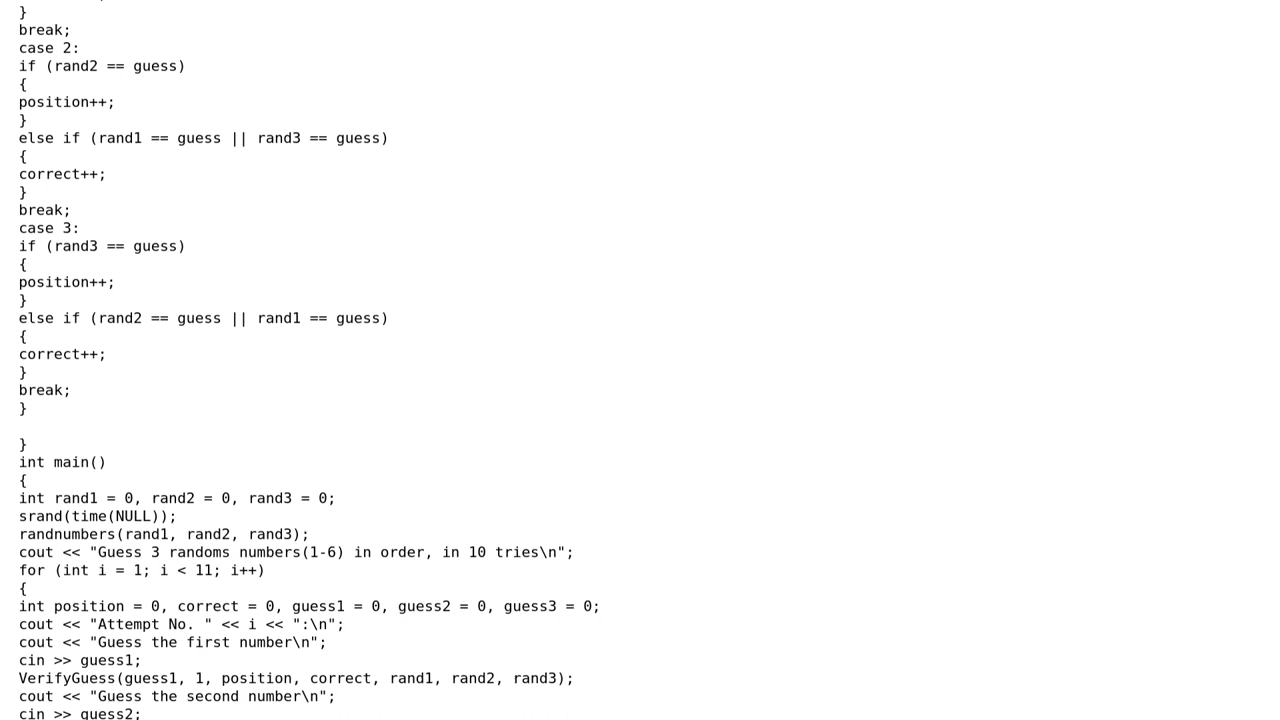 }
break;
case 2:
if (rand2 == guess)
{
position++;
}
else if (rand1 == guess || rand3 == guess)
{
correct++;
}
break;
case 3:
if (rand3 == guess)
{
position++;
}
else if (rand2 == guess || rand1 == guess)
{
correct++;
}
break;
}
}
int main()
{
int rand1 = 0, rand2 = 0, rand3 = 0;
srand(time(NULL));
randnumbers(rand1, rand2, rand3);
cout << "Guess 3 randoms numbers(1-6) in order, in 10 tries\n";
for (int i = 1; i < 11; i++)
{
int position = 0, correct = 0, guess1 = 0, guess2 = 0, guess3 = 0;
cout << "Attempt No. " << i << ":\n";
cout << "Guess the first number\n";
cin >> guess1;
VerifyGuess(guess1, 1, position, correct, rand1, rand2, rand3);
cout << "Guess the second number\n";
cin >> guess2;